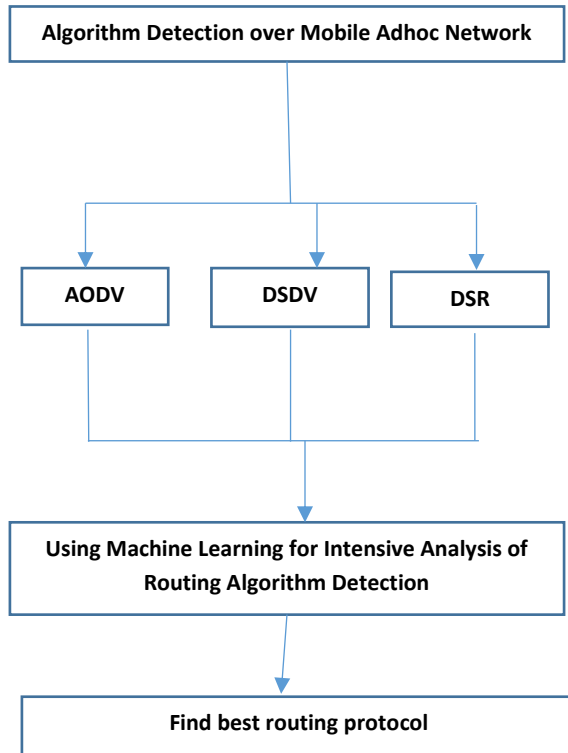 Algorithm Detection over Mobile Adhoc Network
AODV
DSDV
DSR
Using Machine Learning for Intensive Analysis of
Routing Algorithm Detection
Find best routing protocol